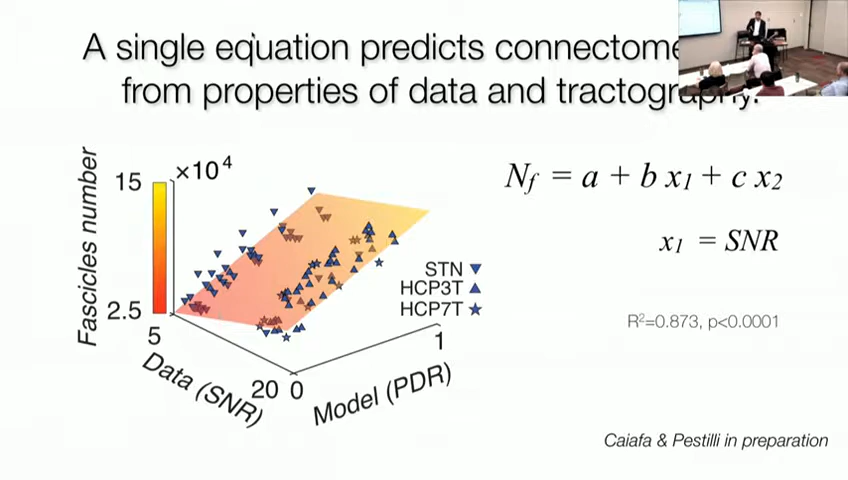 A single equation predicts connectome
from properties of data and tractography.
Fascicles number
15
×10⁴
2.5
5
Data (SNR)
20
0
Model (PDR)
1
STN
HCP3T
HCP7T
Nf = a + b x1 + c x2
x1 = SNR
R²=0.873, p<0.0001
Caiafa & Pestilli in preparation